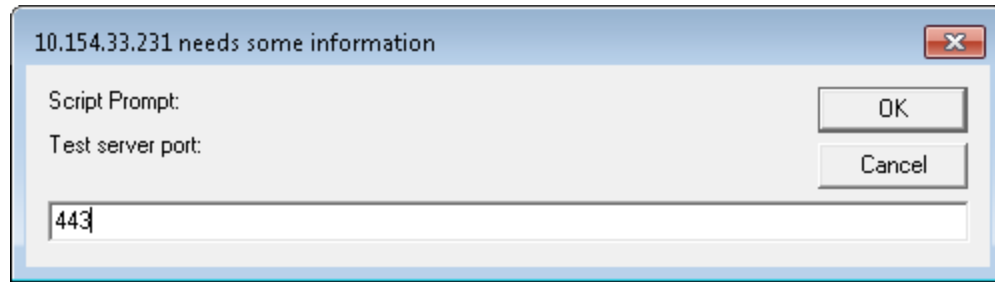 10.154.33.231 needs some information
Script Prompt:
OK
Test server port:
Cancel
443